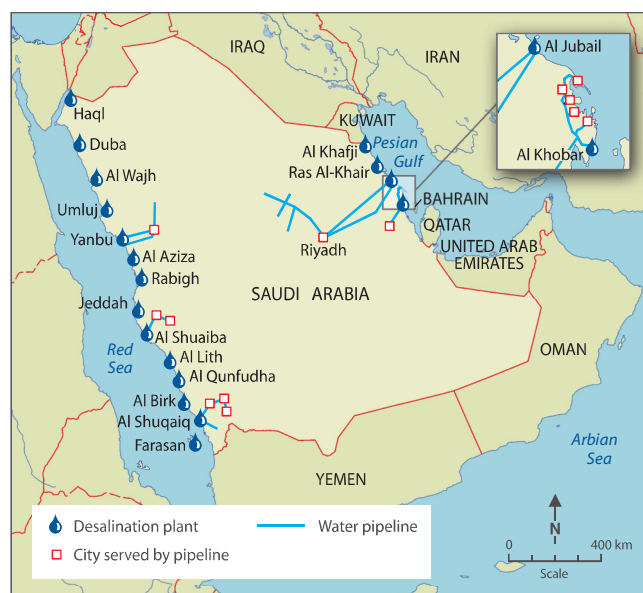 IRAQ
IRAN
Al Jubail
Haql
KUWAIT
Duba
Al Khafji
Pesian
Gulf
Ras Al-Khair
Al Khobar
Al Wajh
BAHRAIN
Umluj
QATAR
Yanbu
Riyadh
UNITED ARAB
EMIRATES
Al Aziza
Rabigh
SAUDI ARABIA
Jeddah
Al Shuaiba
Red
Sea
OMAN
Al Lith
Al Qunfudha
Al Birk
Al Shuqaiq
Farasan
Arbian
Sea
YEMEN
Desalination plant
Water pipeline
City served by pipeline
N
0 400 km
Scale